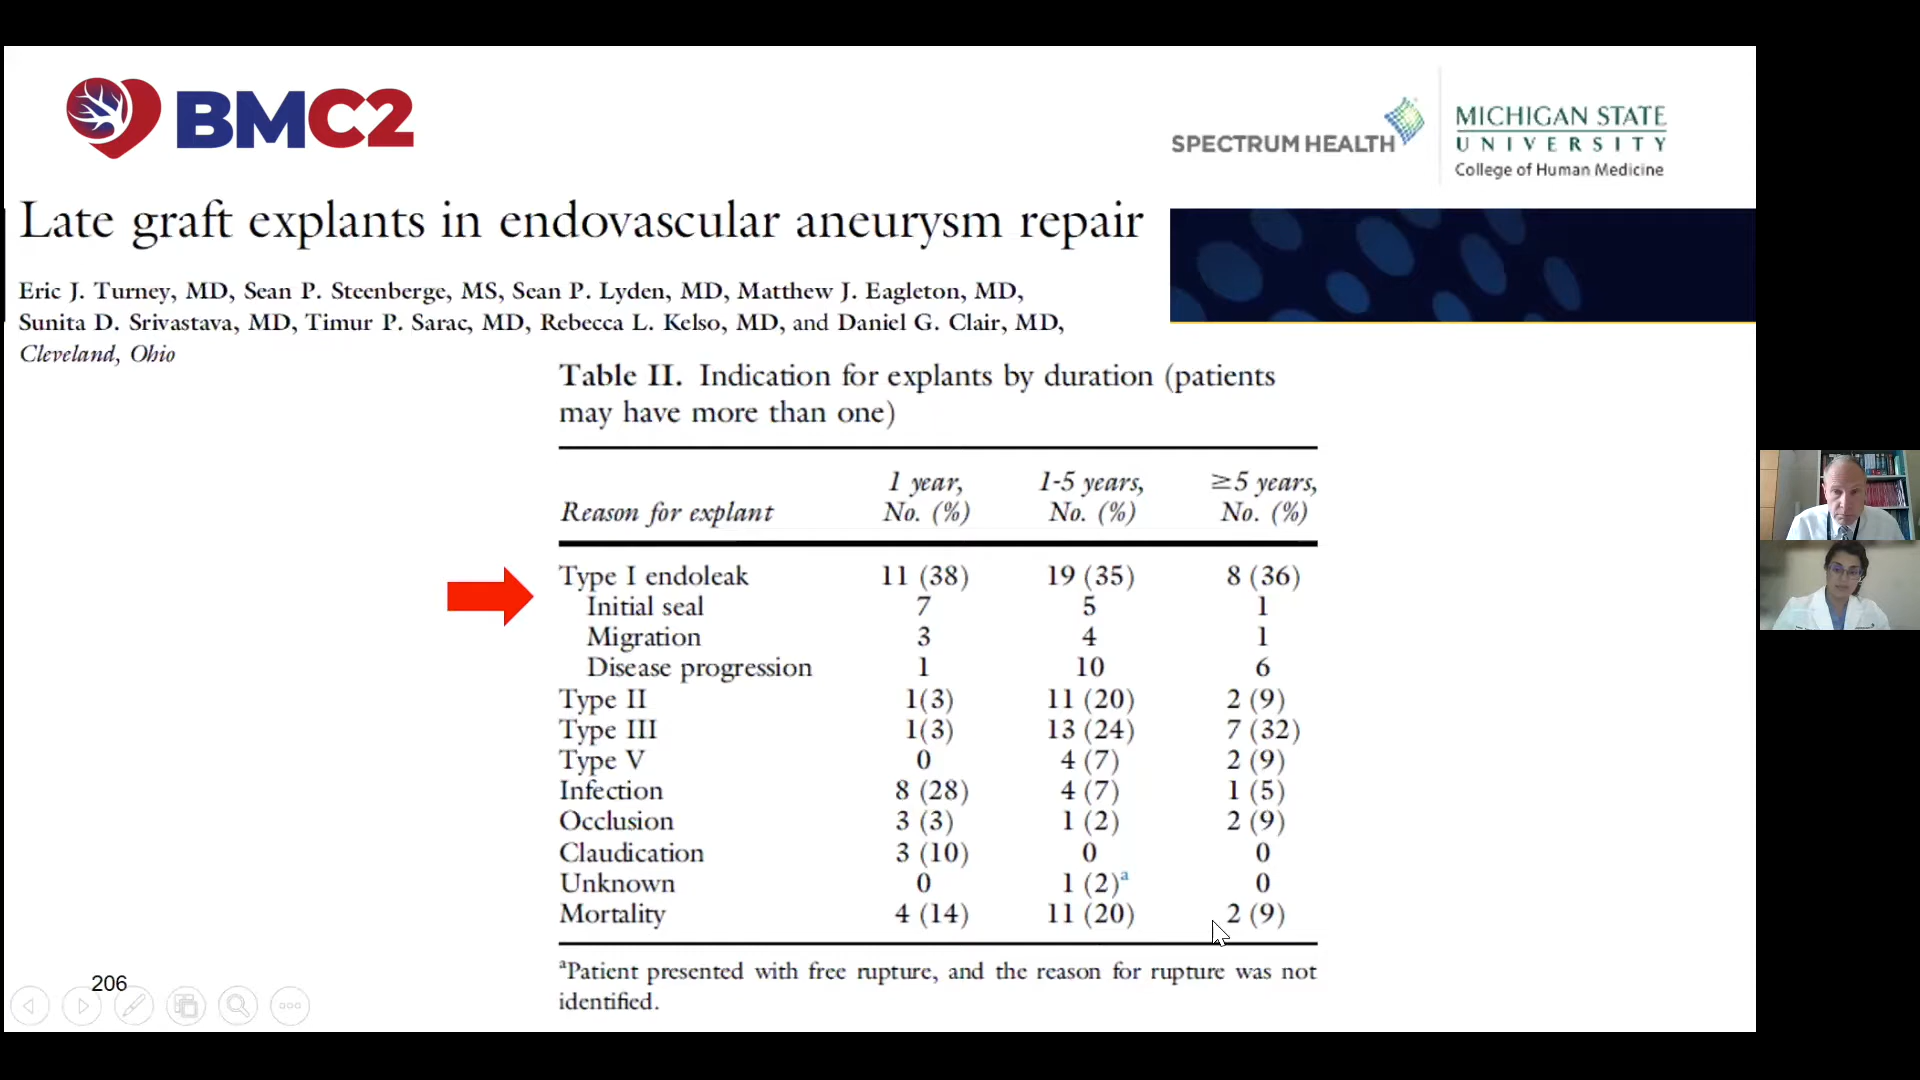 BMC2
SPECTRUM HEALTH
MICHIGAN STATE
UNIVERSITY
College of Human Medicine
Late graft explants in endovascular aneurysm repair
Eric J. Turney, MD, Sean P. Steenberge, MS, Sean P. Lyden, MD, Matthew J. Eagleton, MD,
Sunita D. Srivastava, MD, Timur P. Sarac, MD, Rebecca L. Kelso, MD, and Daniel G. Clair, MD,
Cleveland, Ohio
Table II. Indication for explants by duration (patients
may have more than one)
1 year, 1-5 years, ≥5 years,
Reason for explant No. (%) No. (%) No. (%)
Type I endoleak 11 (38) 19 (35) 8 (36)
Initial seal 7 5 1
Migration 3 4 1
Disease progression 1 10 6
Type II 1(3) 11 (20) 2 (9)
Type III 1(3) 13 (24) 7 (32)
Type V 0 4 (7) 2 (9)
Infection 8 (28) 4 (7) 1 (5)
Occlusion 3 (3) 1 (2) 2 (9)
Claudication 3 (10) 0 0
Unknown 0 1 (2)a 0
Mortality 4 (14) 11 (20) 2 (9)
aPatient presented with free rupture, and the reason for rupture was not
identified.
206